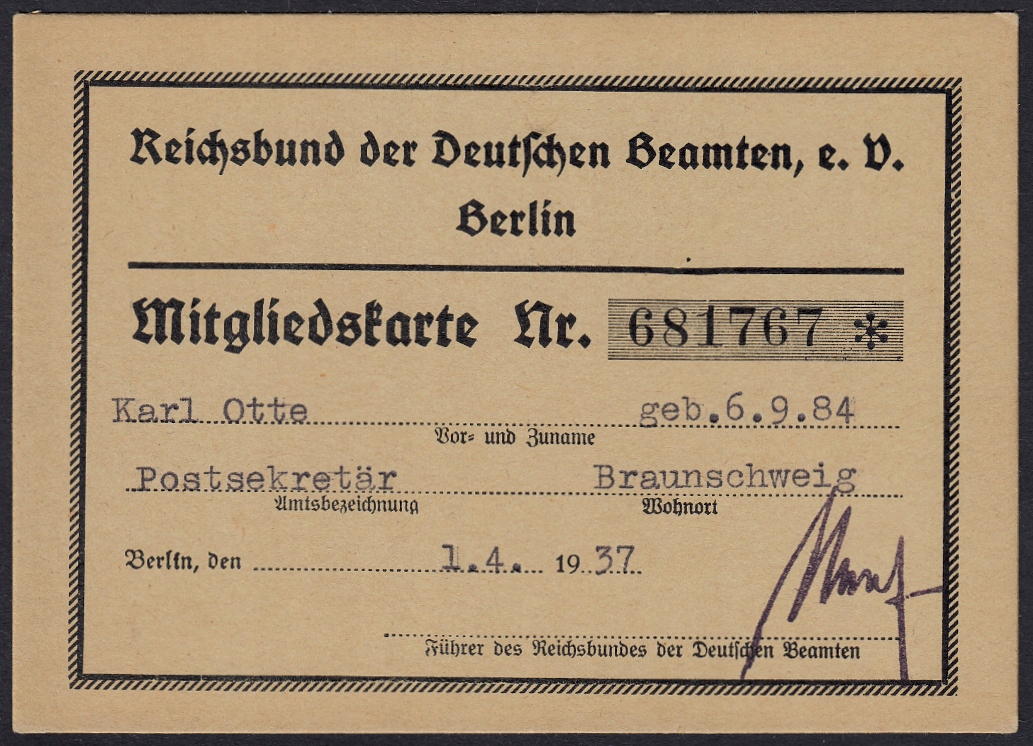 Reichsbund der Deutschen Beamten, e. V.
Berlin
Mitgliedskarte Nr. 681767 *
Karl Otte geb.6.9.84
Vor- und Zuname
Postsekretär Braunschweig
Amtsbezeichnung Wohnort
Berlin, den 1.4. 1937
Führer des Reichsbundes der Deutschen Beamten